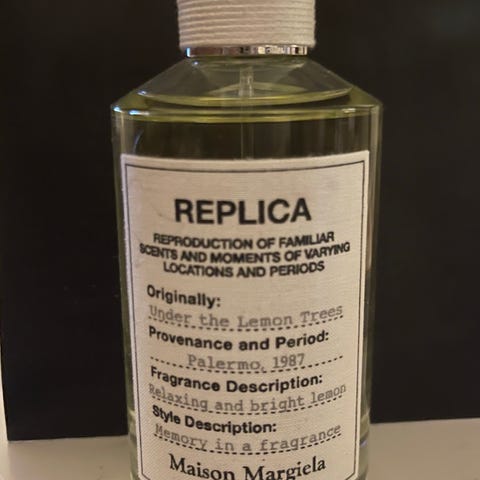 REPLICA
REPRODUCTION OF FAMILIAR
SCENTS AND MOMENTS OF VARYING
LOCATIONS AND PERIODS
Originally:
Under the Lemon Trees
Provenance and Period:
Palermo, 1987
Fragrance Description:
Relaxing and bright lemon
Style Description:
Memory in a fragrance
Maison Margiela